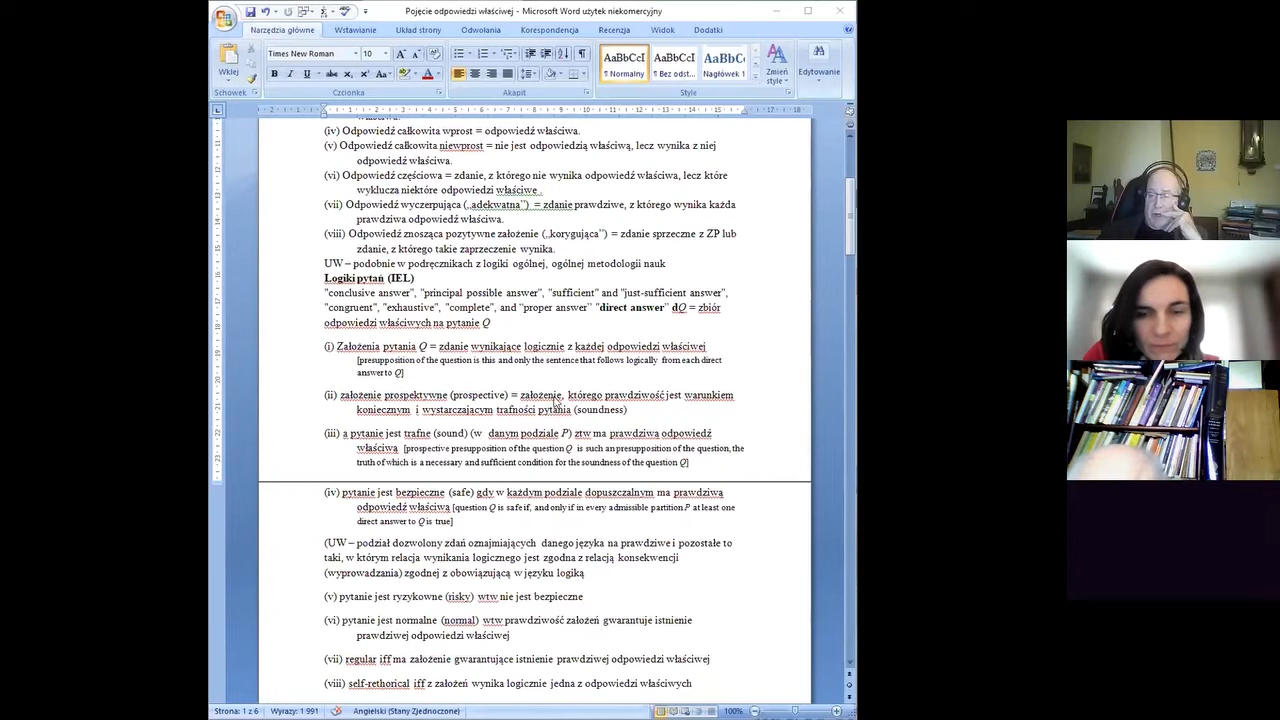 Pojęcie odpowiedzi właściwej - Microsoft Word użytek niekomercyjny
Narzędzia główne Wstawianie Układ stron Odwołania Korespondencja Recenzja Widok Dodatki
Times New Roman 10
AaBbCcI AaBbCcI AaBbC
Wklej
¶ Normalny ¶ Bez odst... Nagłówek 1
Zmień style
Edytowanie
Schowek Czcionka Akapit Style
(iv) Odpowiedź całkowita wprost = odpowiedź właściwa.
(v) Odpowiedź całkowita niewprost = nie jest odpowiedzią właściwą, lecz wynika z niej
odpowiedź właściwa.
(vi) Odpowiedź częściowa = zdanie, z którego nie wynika odpowiedź właściwa, lecz które
wyklucza niektóre odpowiedzi właściwe .
(vii) Odpowiedź wyczerpująca („adekwatna") = zdanie prawdziwe, z którego wynika każda
prawdziwa odpowiedź właściwa.
(viii) Odpowiedź znosząca pozytywne założenie („korygująca") = zdanie sprzeczne z ZP lub
zdanie, z którego takie zaprzeczenie wynika.
UW – podobnie w podręcznikach z logiki ogólnej, ogólnej metodologii nauk
Logiki pytań (IEL)
"conclusive answer", "principal possible answer", "sufficient" and "just-sufficient answer",
"congruent", "exhaustive", "complete", and "proper answer" "direct answer" dQ = zbiór
odpowiedzi właściwych na pytanie Q
(i) Założenia pytania Q = zdanie wynikające logicznie z każdej odpowiedzi właściwej
[presupposition of the question is this and only the sentence that follows logically from each direct
answer to Q]
(ii) założenie prospektywne (prospective) = założenie, którego prawdziwość jest warunkiem
koniecznym i wystarczającym trafności pytania (soundness)
(iii) a pytanie jest trafne (sound) (w danym podziale P) ztw ma prawdziwą odpowiedź
właściwą [prospective presupposition of the question Q is such an presupposition of the question, the
truth of which is a necessary and sufficient condition for the soundness of the question Q]
(iv) pytanie jest bezpieczne (safe) gdy w każdym podziale dopuszczalnym ma prawdziwą
odpowiedź właściwą [question Q is safe if, and only if in every admissible partition P at least one
direct answer to Q is true]
(UW – podział dozwolony zdań oznajmiających danego języka na prawdziwe i pozostałe to
taki, w którym relacja wynikania logicznego jest zgodna z relacją konsekwencji
(wyprowadzania) zgodnej z obowiązującą w języku logiką
(v) pytanie jest ryzykowne (risky) wtw nie jest bezpieczne
(vi) pytanie jest normalne (normal) wtw prawdziwość założeń gwarantuje istnienie
prawdziwej odpowiedzi właściwej
(vii) regular iff ma założenie gwarantujące istnienie prawdziwej odpowiedzi właściwej
(viii) self-rethorical iff z założeń wynika logicznie jedna z odpowiedzi właściwych
Strona: 1 z 6 Wyrazy: 1 991 Angielski (Stany Zjednoczone) 100%